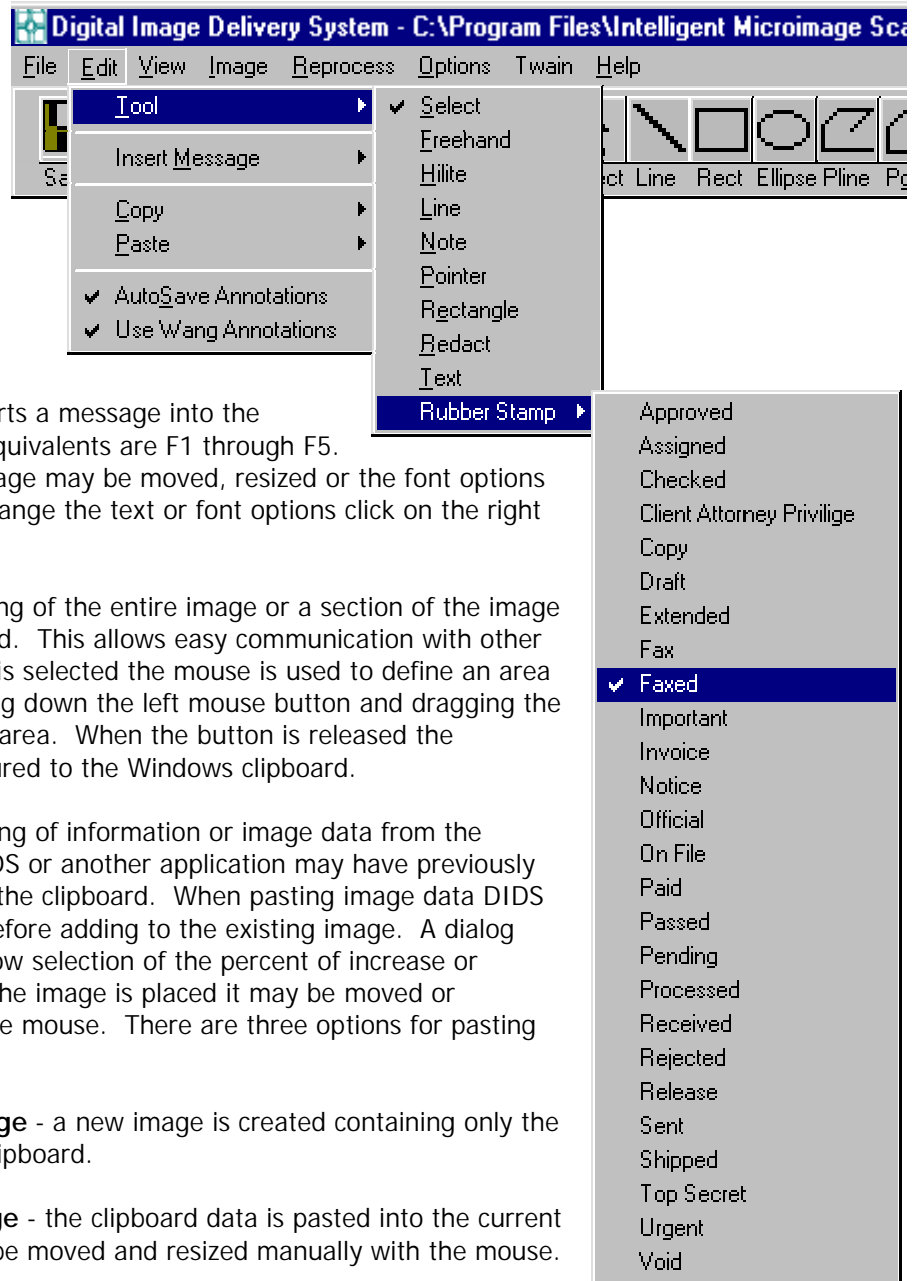 Digital Image Delivery System - C:\Program Files\Intelligent Microimage Sca
File Edit View Image Reprocess Options Twain Help
Sa
ect Line Rect Ellipse Pline Pg
Tool
Insert Message
Copy
Paste
AutoSave Annotations
Use Wang Annotations
Select
Freehand
Hilite
Line
Note
Pointer
Rectangle
Redact
Text
Rubber Stamp
Approved
Assigned
Checked
Client Attorney Privilige
Copy
Draft
Extended
Fax
Faxed
Important
Invoice
Notice
Official
On File
Paid
Passed
Pending
Processed
Received
Rejected
Release
Sent
Shipped
Top Secret
Urgent
Void
rts a message into the
quivalents are F1 through F5.
age may be moved, resized or the font options
ange the text or font options click on the right
ng of the entire image or a section of the image
d. This allows easy communication with other
is selected the mouse is used to define an area
g down the left mouse button and dragging the
area. When the button is released the
ured to the Windows clipboard.
ng of information or image data from the
DS or another application may have previously
the clipboard. When pasting image data DIDS
efore adding to the existing image. A dialog
ow selection of the percent of increase or
he image is placed it may be moved or
e mouse. There are three options for pasting
ge - a new image is created containing only the
ipboard.
ge - the clipboard data is pasted into the current
be moved and resized manually with the mouse.